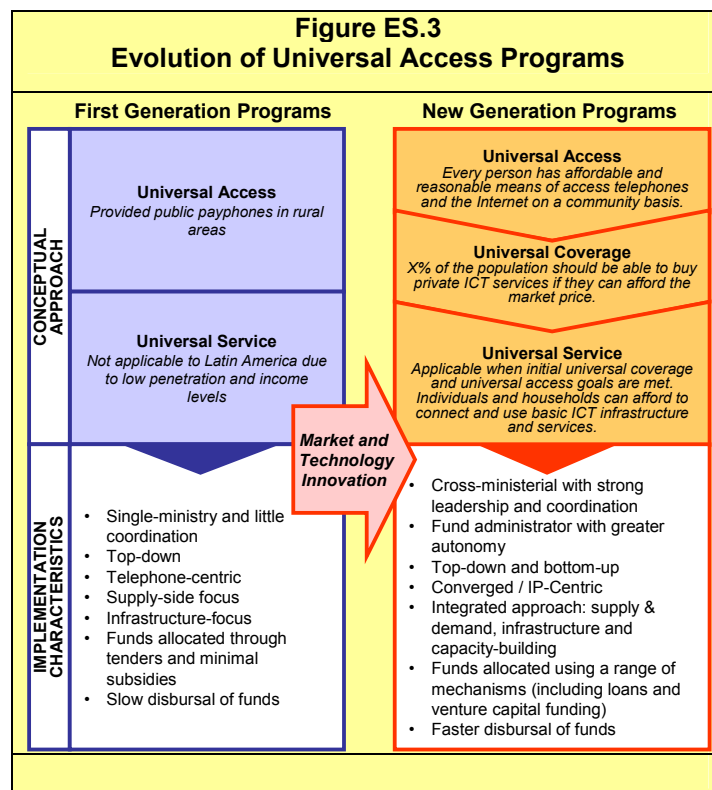 Figure ES.3
Evolution of Universal Access Programs
First Generation Programs
New Generation Programs
CONCEPTUAL
APPROACH
Universal Access
Provided public payphones in rural
areas
Universal Service
Not applicable to Latin America due
to low penetration and income
levels
Universal Access
Every person has affordable and
reasonable means of access telephones
and the Internet on a community basis.
Universal Coverage
X% of the population should be able to buy
private ICT services if they can afford the
market price.
Universal Service
Applicable when initial universal coverage
and universal access goals are met.
Individuals and households can afford to
connect and use basic ICT infrastructure
and services.
Market and
Technology
Innovation
IMPLEMENTATION
CHARACTERISTICS
• Single-ministry and little
coordination
• Top-down
• Telephone-centric
• Supply-side focus
• Infrastructure-focus
• Funds allocated through
tenders and minimal
subsidies
• Slow disbursal of funds
• Cross-ministerial with strong
leadership and coordination
• Fund administrator with greater
autonomy
• Top-down and bottom-up
• Converged / IP-Centric
• Integrated approach: supply &
demand, infrastructure and
capacity-building
• Funds allocated using a range of
mechanisms (including loans and
venture capital funding)
• Faster disbursal of funds